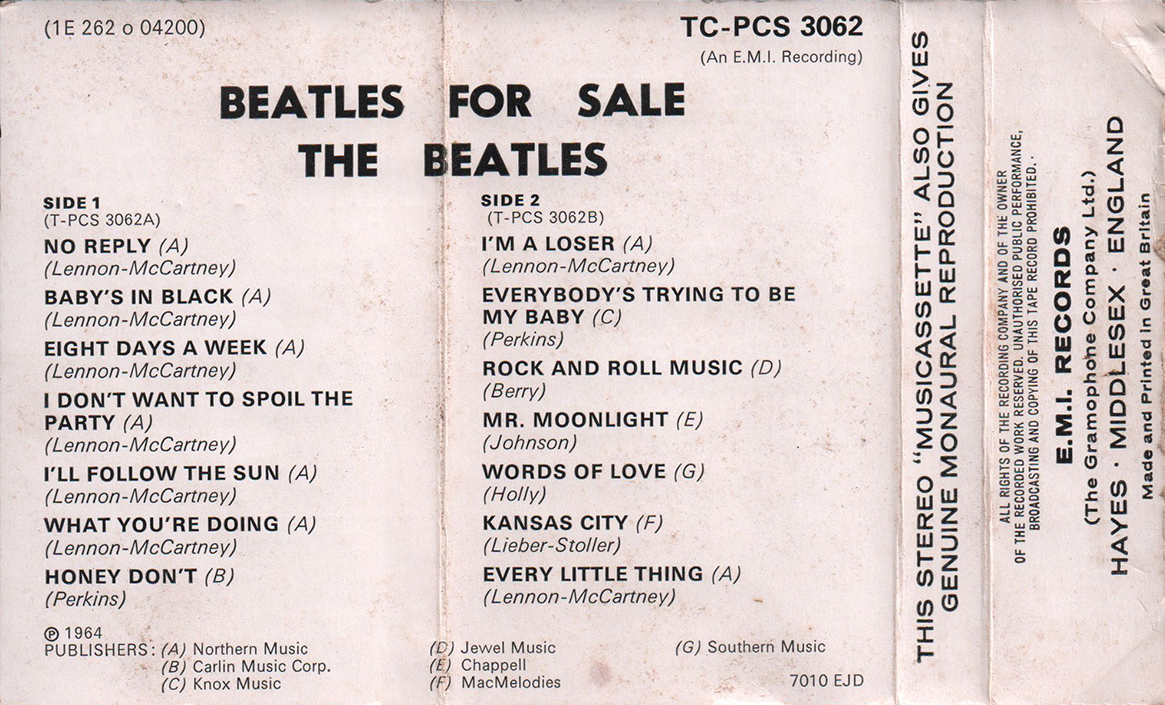 (1E 262 o 04200)
TC-PCS 3062
(An E.M.I. Recording)
BEATLES FOR SALE
THE BEATLES
SIDE 1
(T-PCS 3062A)
NO REPLY (A)
(Lennon-McCartney)
BABY'S IN BLACK (A)
(Lennon-McCartney)
EIGHT DAYS A WEEK (A)
(Lennon-McCartney)
I DON'T WANT TO SPOIL THE
PARTY (A)
(Lennon-McCartney)
I'LL FOLLOW THE SUN (A)
(Lennon-McCartney)
WHAT YOU'RE DOING (A)
(Lennon-McCartney)
HONEY DON'T (B)
(Perkins)
SIDE 2
(T-PCS 3062B)
I'M A LOSER (A)
(Lennon-McCartney)
EVERYBODY'S TRYING TO BE
MY BABY (C)
(Perkins)
ROCK AND ROLL MUSIC (D)
(Berry)
MR. MOONLIGHT (E)
(Johnson)
WORDS OF LOVE (G)
(Holly)
KANSAS CITY (F)
(Lieber-Stoller)
EVERY LITTLE THING (A)
(Lennon-McCartney)
℗ 1964
PUBLISHERS: (A) Northern Music
(B) Carlin Music Corp.
(C) Knox Music
(D) Jewel Music
(E) Chappell
(F) MacMelodies
(G) Southern Music
7010 EJD
THIS STEREO "MUSICASSETTE" ALSO GIVES
GENUINE MONAURAL REPRODUCTION
ALL RIGHTS OF THE RECORDING COMPANY AND OF THE OWNER
OF THE RECORDED WORK RESERVED. UNAUTHORISED PUBLIC PERFORMANCE,
BROADCASTING AND COPYING OF THIS TAPE RECORD PROHIBITED.
E.M.I. RECORDS
(The Gramophone Company Ltd.)
HAYES · MIDDLESEX · ENGLAND
Made and Printed in Great Britain